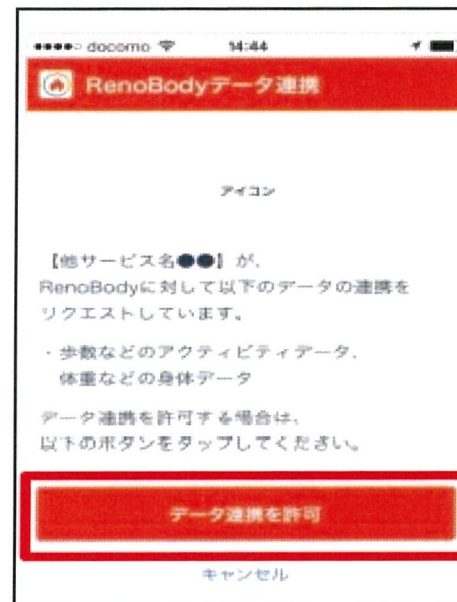 docomo 14:44
RenoBodyデータ連携
アイコン
【他サービス名●●】が、
RenoBodyに対して以下のデータの連携を
リクエストしています。
・歩数などのアクティビティデータ、
体重などの身体データ
データ連携を許可する場合は、
以下のボタンをタップしてください。
データ連携を許可
キャンセル